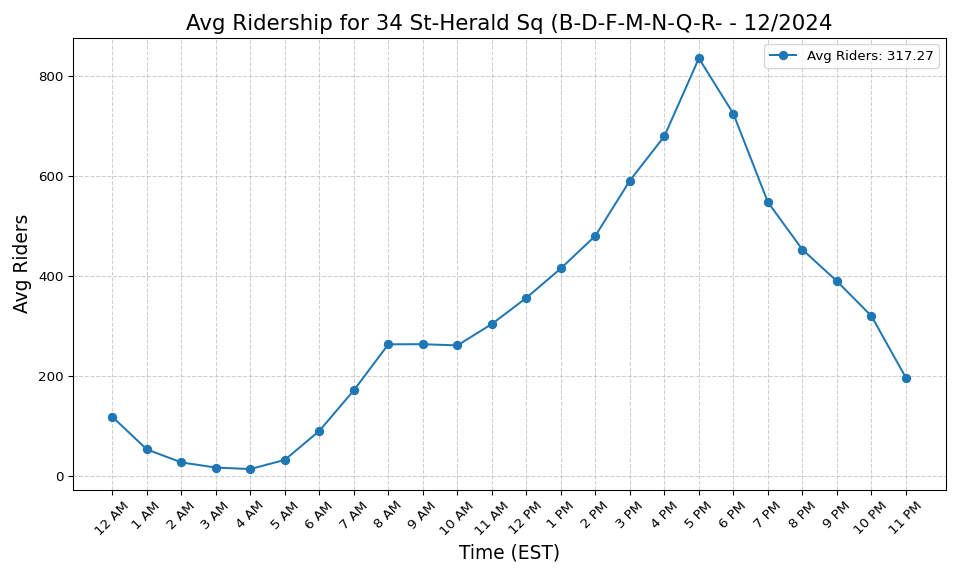 Avg Ridership for 34 St-Herald Sq (B-D-F-M-N-Q-R- - 12/2024
Avg Riders: 317.27
Avg Riders
800
600
400
200
0
12 AM
1 AM
2 AM
3 AM
4 AM
5 AM
6 AM
7 AM
8 AM
9 AM
10 AM
11 AM
12 PM
1 PM
2 PM
3 PM
4 PM
5 PM
6 PM
7 PM
8 PM
9 PM
10 PM
11 PM
Time (EST)